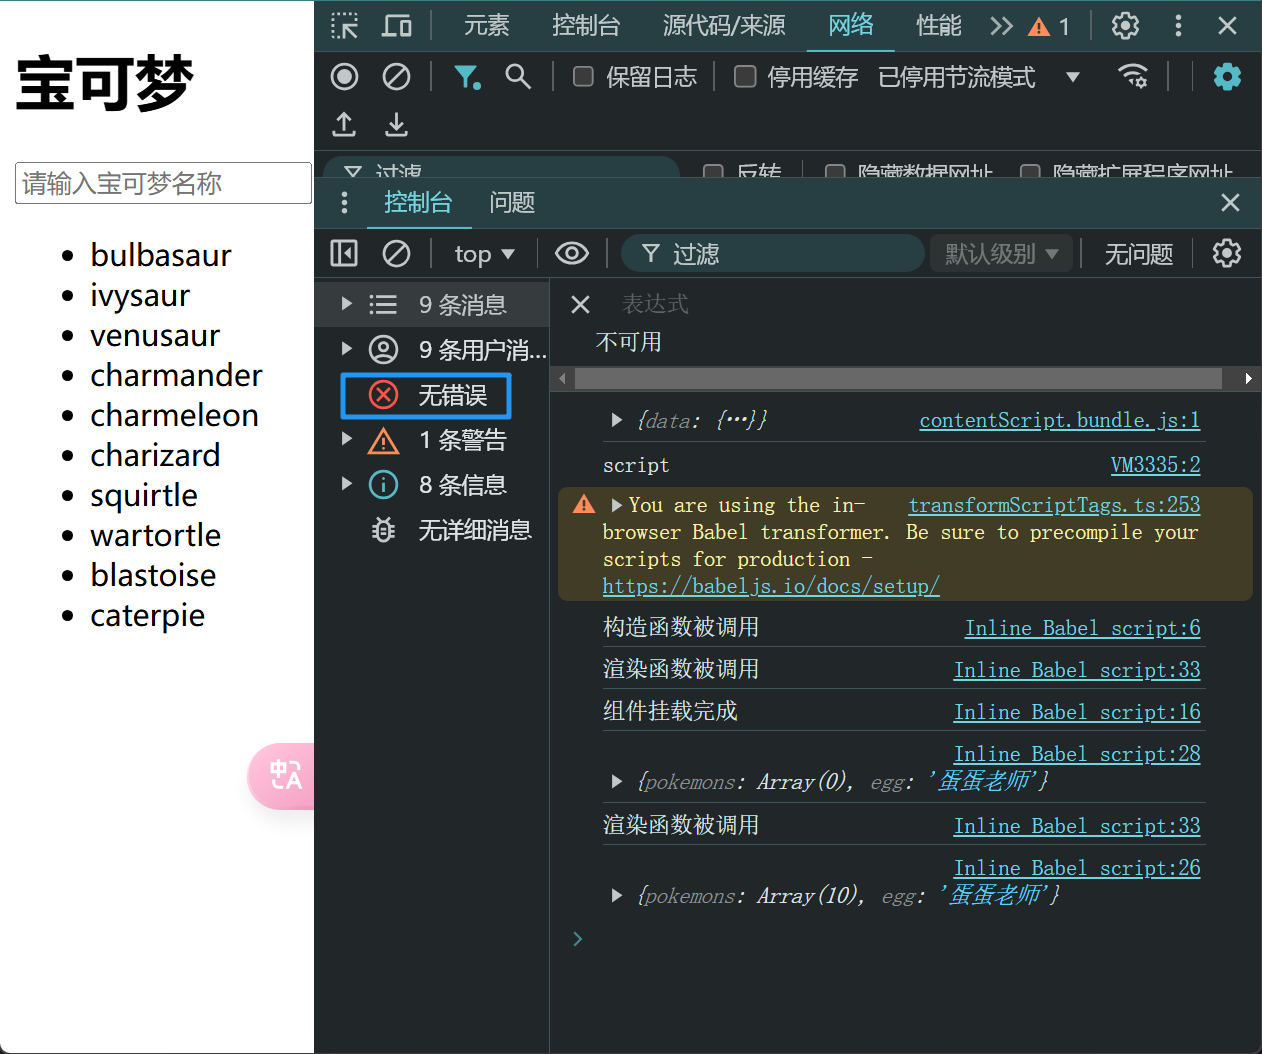 宝可梦
请输入宝可梦名称
bulbasaur
ivysaur
venusaur
charmander
charmeleon
charizard
squirtle
wartortle
blastoise
caterpie
元素 控制台 源代码/来源 网络 性能 1
保留日志 停用缓存 已停用节流模式
过滤 反转 隐藏数据网址 隐藏扩展程序网址
控制台 问题
top 过滤 默认级别 无问题
9 条消息
9 条用户消...
无错误
1 条警告
8 条信息
无详细消息
表达式
不可用
{data: {…}} contentScript.bundle.js:1
script VM3335:2
You are using the in- transformScriptTags.ts:253
browser Babel transformer. Be sure to precompile your
scripts for production -
https://babeljs.io/docs/setup/
构造函数被调用 Inline Babel script:6
渲染函数被调用 Inline Babel script:33
组件挂载完成 Inline Babel script:16
Inline Babel script:28
{pokemons: Array(0), egg: '蛋蛋老师'}
渲染函数被调用 Inline Babel script:33
Inline Babel script:26
{pokemons: Array(10), egg: '蛋蛋老师'}